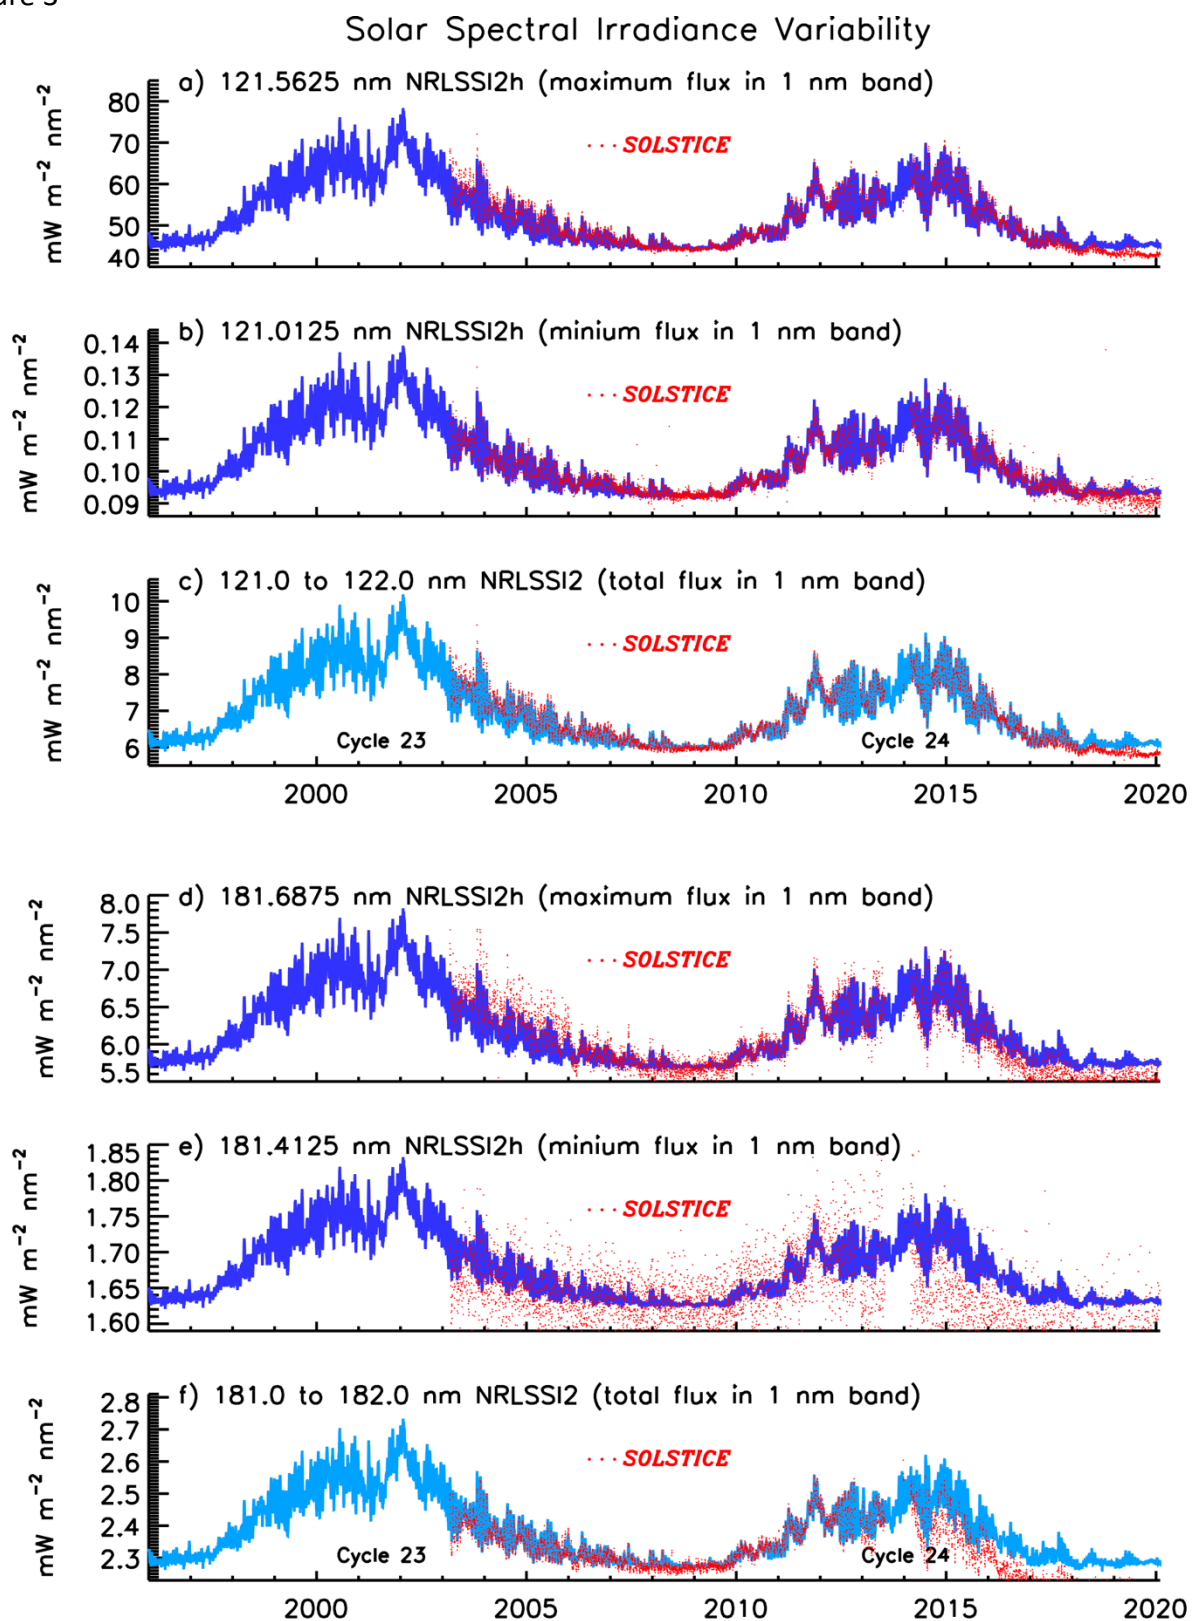 Solar Spectral Irradiance Variability
a) 121.5625 nm NRLSSI2h (maximum flux in 1 nm band)
mW m⁻² nm⁻²
80
70
60
50
40
···SOLSTICE
b) 121.0125 nm NRLSSI2h (minium flux in 1 nm band)
mW m⁻² nm⁻²
0.14
0.13
0.12
0.11
0.10
0.09
···SOLSTICE
c) 121.0 to 122.0 nm NRLSSI2 (total flux in 1 nm band)
mW m⁻² nm⁻²
10
9
8
7
6
···SOLSTICE
Cycle 23 Cycle 24
2000 2005 2010 2015 2020
d) 181.6875 nm NRLSSI2h (maximum flux in 1 nm band)
mW m⁻² nm⁻²
8.0
7.5
7.0
6.5
6.0
5.5
···SOLSTICE
e) 181.4125 nm NRLSSI2h (minium flux in 1 nm band)
mW m⁻² nm⁻²
1.85
1.80
1.75
1.70
1.65
1.60
···SOLSTICE
f) 181.0 to 182.0 nm NRLSSI2 (total flux in 1 nm band)
mW m⁻² nm⁻²
2.8
2.7
2.6
2.5
2.4
2.3
···SOLSTICE
Cycle 23 Cycle 24
2000 2005 2010 2015 2020